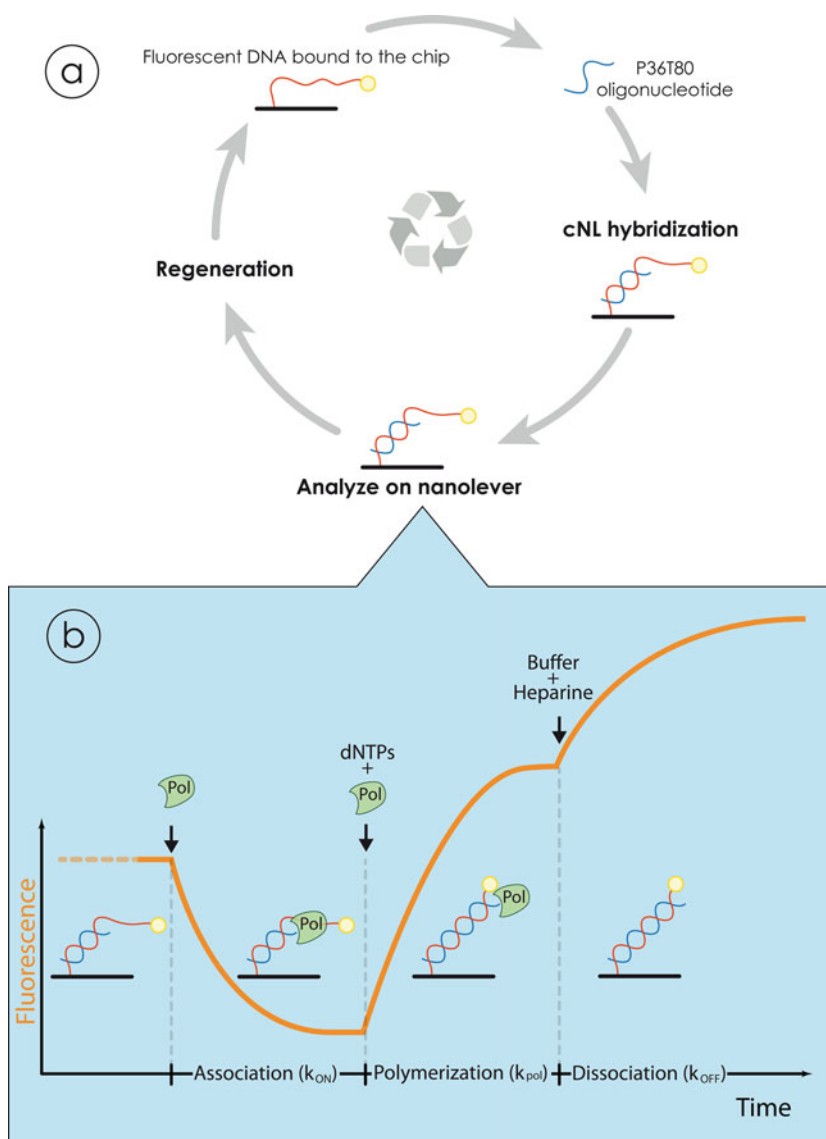 a
Fluorescent DNA bound to the chip
P36T80
oligonucleotide
cNL hybridization
Regeneration
Analyze on nanolever
b
Buffer
+
Heparine
dNTPs
+
Pol
Pol
Pol
Pol
Fluorescence
Association (kON)
Polymerization (kpol)
Dissociation (kOFF)
Time